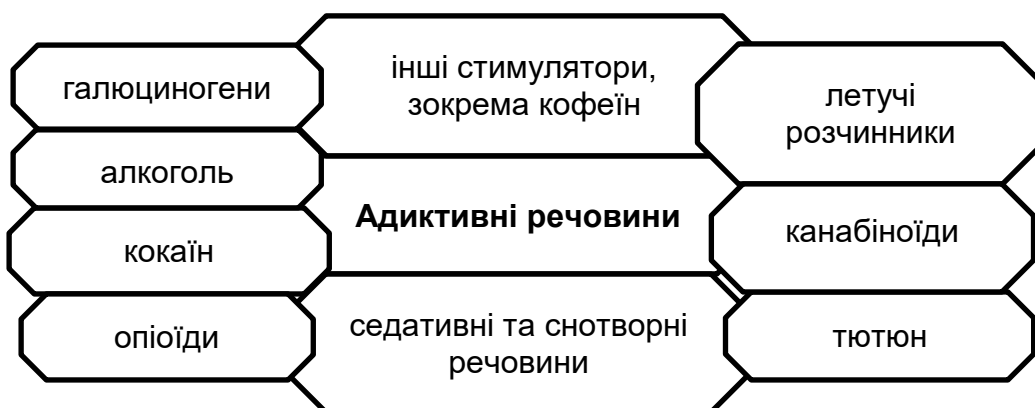 галюциногени
алкоголь
кокаїн
опіоїди
інші стимулятори,
зокрема кофеїн
Адиктивні речовини
седативні та снотворні
речовини
летучі
розчинники
канабіноїди
тютюн